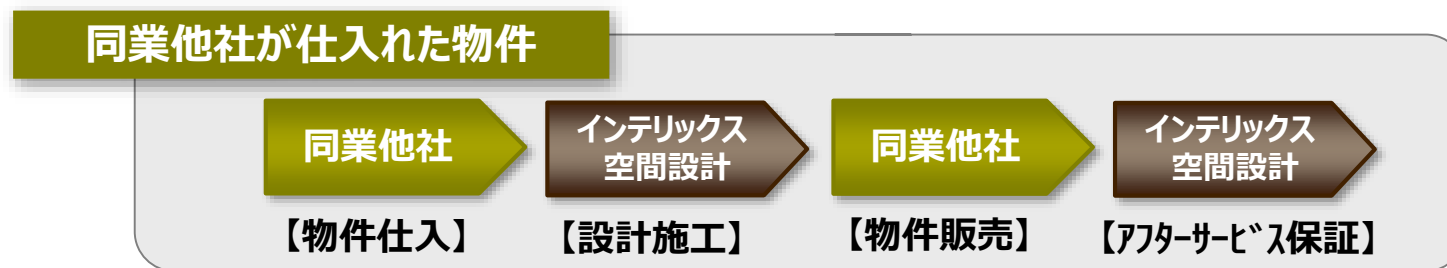 同業他社が仕入れた物件
同業他社
インテリックス
空間設計
同業他社
インテリックス
空間設計
【物件仕入】
【設計施工】
【物件販売】
【ｱﾌﾀｰｻｰﾋﾞｽ保証】